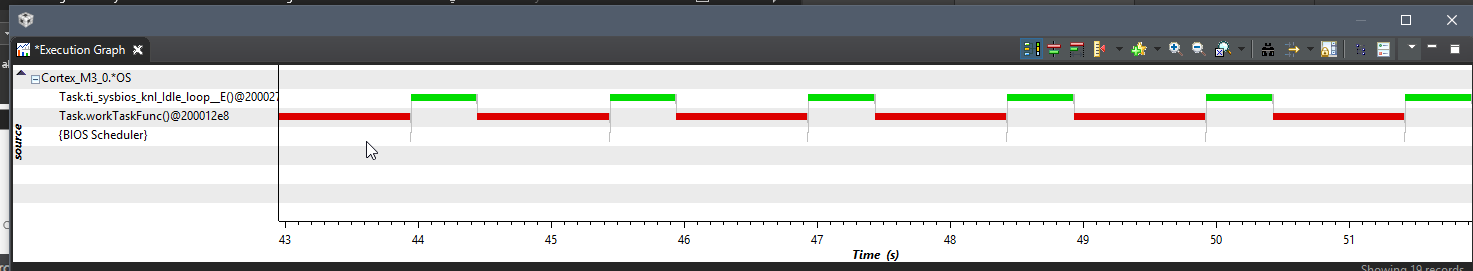 *Execution Graph
Cortex_M3_0.*OS
Task.ti_sysbios_knl_Idle_loop__E()@200027
Task.workTaskFunc()@200012e8
{BIOS Scheduler}
source
43 44 45 46 47 48 49 50 51
Time (s)
Showing 19 records